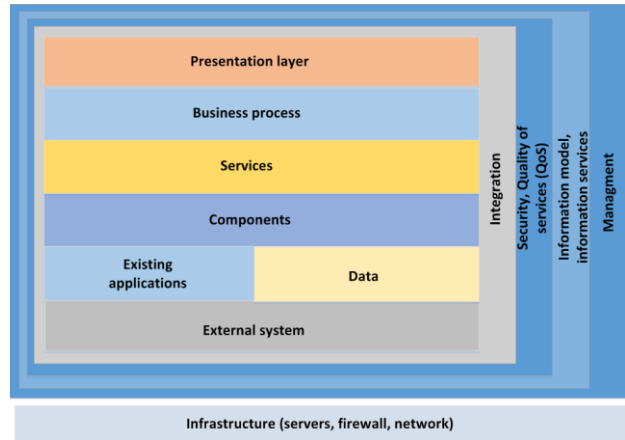 Presentation layer
Business process
Services
Components
Existing
applications
Data
External system
Integration
Security, Quality of
services (QoS)
Information model,
information services
Managment
Infrastructure (servers, firewall, network)